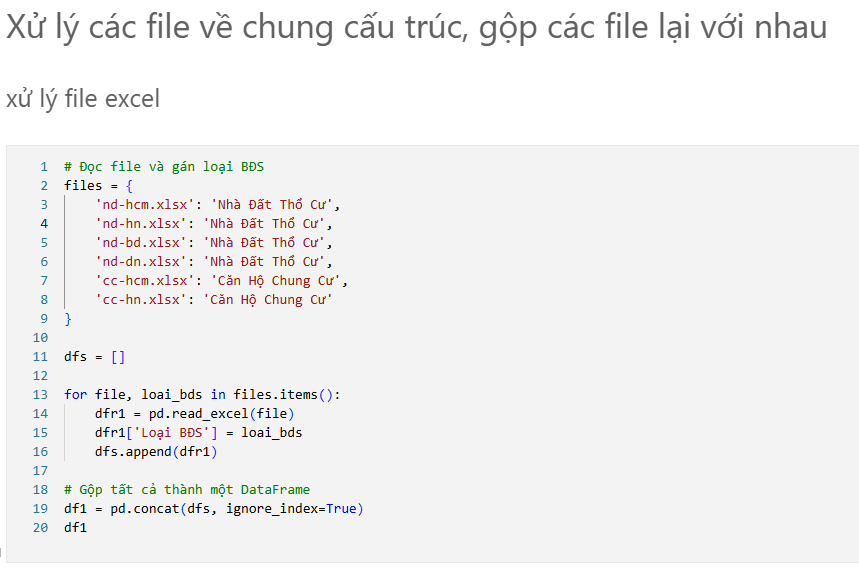 Xử lý các file về chung cấu trúc, gộp các file lại với nhau
xử lý file excel
1 # Đọc file và gán loại BĐS
2 files = {
3     'nd-hcm.xlsx': 'Nhà Đất Thổ Cư',
4     'nd-hn.xlsx': 'Nhà Đất Thổ Cư',
5     'nd-bd.xlsx': 'Nhà Đất Thổ Cư',
6     'nd-dn.xlsx': 'Nhà Đất Thổ Cư',
7     'cc-hcm.xlsx': 'Căn Hộ Chung Cư',
8     'cc-hn.xlsx': 'Căn Hộ Chung Cư'
9 }
10
11 dfs = []
12
13 for file, loai_bds in files.items():
14     dfr1 = pd.read_excel(file)
15     dfr1['Loại BĐS'] = loai_bds
16     dfs.append(dfr1)
17
18 # Gộp tất cả thành một DataFrame
19 df1 = pd.concat(dfs, ignore_index=True)
20 df1